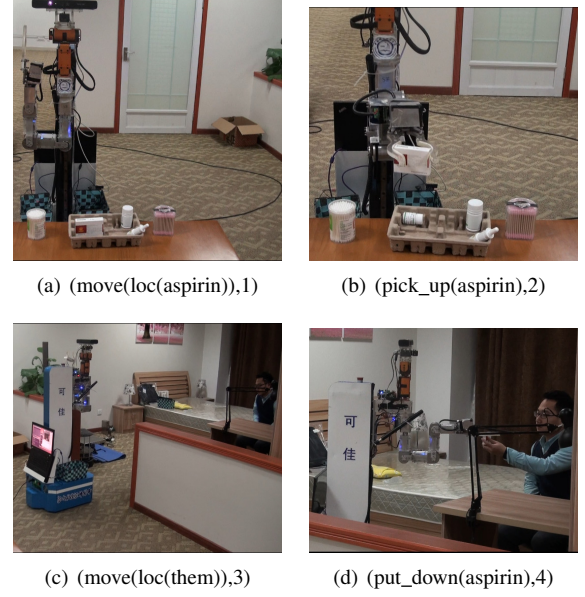 (a) (move(loc(aspirin)),1)
(b) (pick_up(aspirin),2)
可
佳
可
佳
(c) (move(loc(them)),3)
(d) (put_down(aspirin),4)